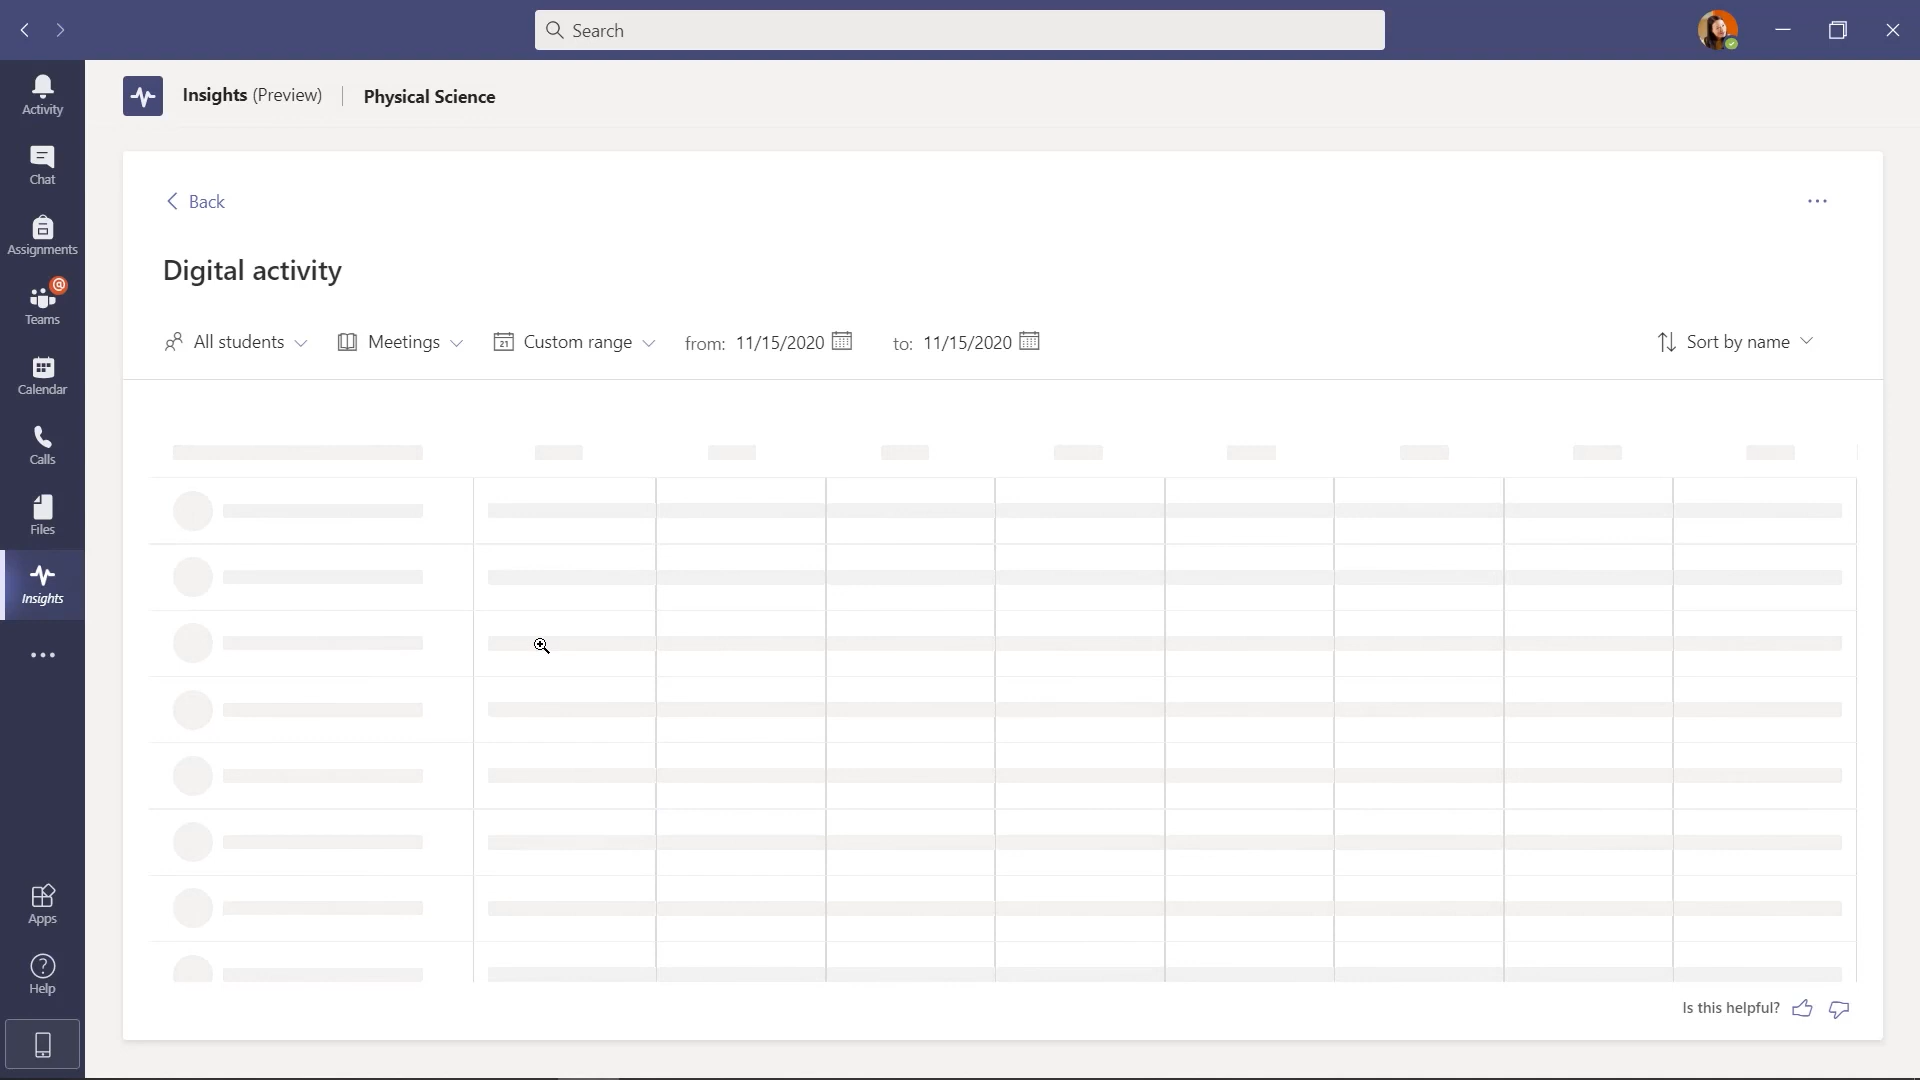 Search
Activity
Chat
Assignments
@
Teams
Calendar
Calls
Files
Insights
Apps
Help
Insights (Preview) | Physical Science
Back
Digital activity
All students Meetings 21 Custom range from: 11/15/2020 to: 11/15/2020 Sort by name
Is this helpful?